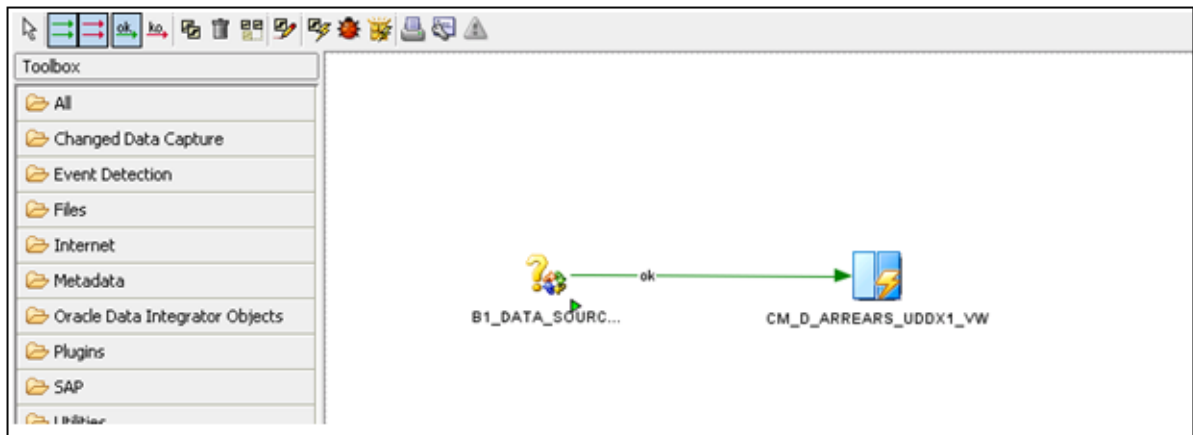 ok
ko
Toolbox
All
Changed Data Capture
Event Detection
Files
Internet
Metadata
Oracle Data Integrator Objects
Plugins
SAP
Utilities
ok
B1_DATA_SOURC...
CM_D_ARREARS_UDDX1_VW